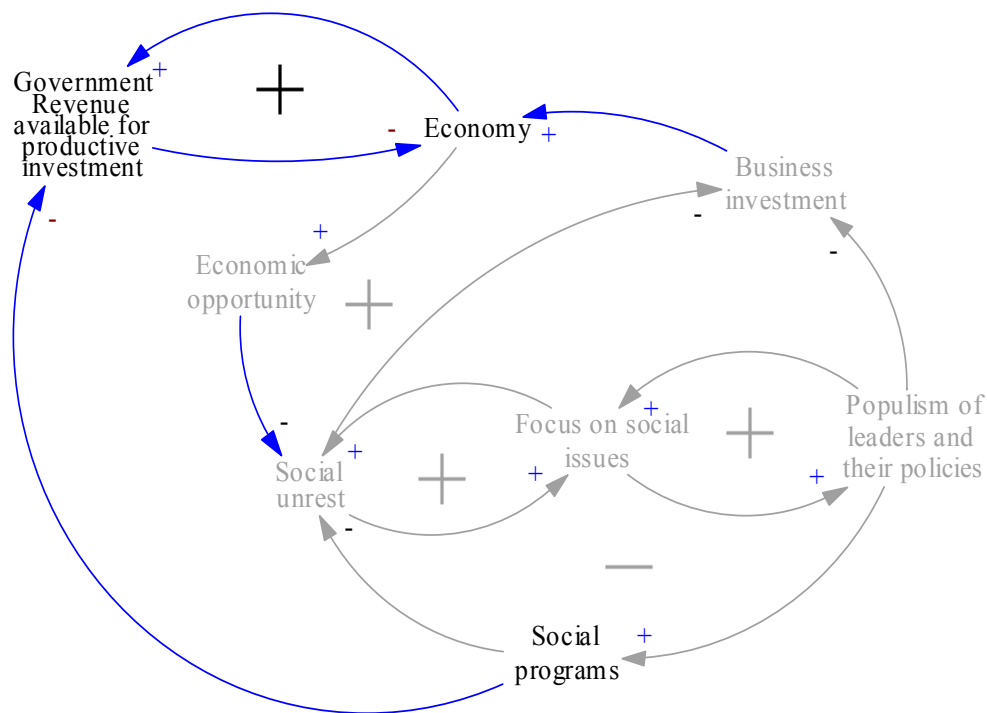 +
Government
Revenue
available for
productive
investment
+
-
Economy
+
Business
investment
-
-
-
+
Economic
opportunity
+
-
Social
unrest
+
-
+
+
Focus on social
issues
+
+
+
Populism of
leaders and
their policies
—
Social
programs
+